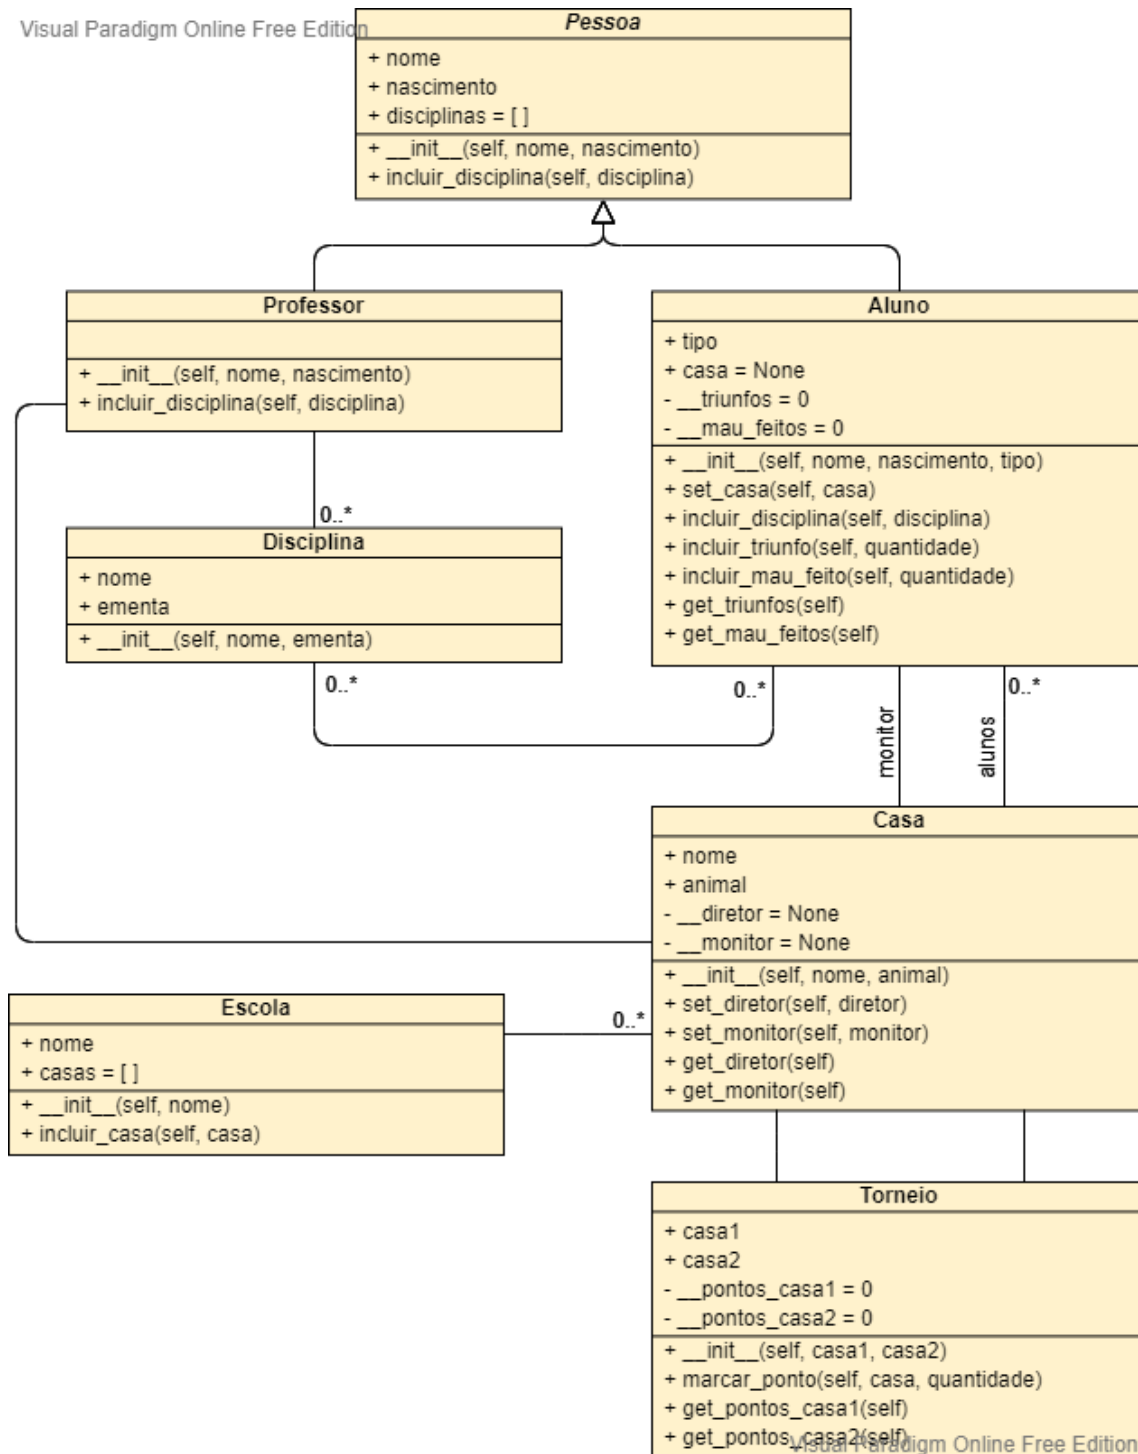 Visual Paradigm Online Free Edition
Pessoa
+ nome
+ nascimento
+ disciplinas = [ ]
+ __init__(self, nome, nascimento)
+ incluir_disciplina(self, disciplina)
Professor
+ __init__(self, nome, nascimento)
+ incluir_disciplina(self, disciplina)
Aluno
+ tipo
+ casa = None
- __triunfos = 0
- __mau_feitos = 0
+ __init__(self, nome, nascimento, tipo)
+ set_casa(self, casa)
+ incluir_disciplina(self, disciplina)
+ incluir_triunfo(self, quantidade)
+ incluir_mau_feito(self, quantidade)
+ get_triunfos(self)
+ get_mau_feitos(self)
0..*
Disciplina
+ nome
+ ementa
+ __init__(self, nome, ementa)
0..*
0..*
0..*
monitor
alunos
Casa
+ nome
+ animal
- __diretor = None
- __monitor = None
+ __init__(self, nome, animal)
+ set_diretor(self, diretor)
+ set_monitor(self, monitor)
+ get_diretor(self)
+ get_monitor(self)
Escola
+ nome
+ casas = [ ]
+ __init__(self, nome)
+ incluir_casa(self, casa)
0..*
Torneio
+ casa1
+ casa2
- __pontos_casa1 = 0
- __pontos_casa2 = 0
+ __init__(self, casa1, casa2)
+ marcar_ponto(self, casa, quantidade)
+ get_pontos_casa1(self)
+ get_pontos_casa2(self)
Visual Paradigm Online Free Edition